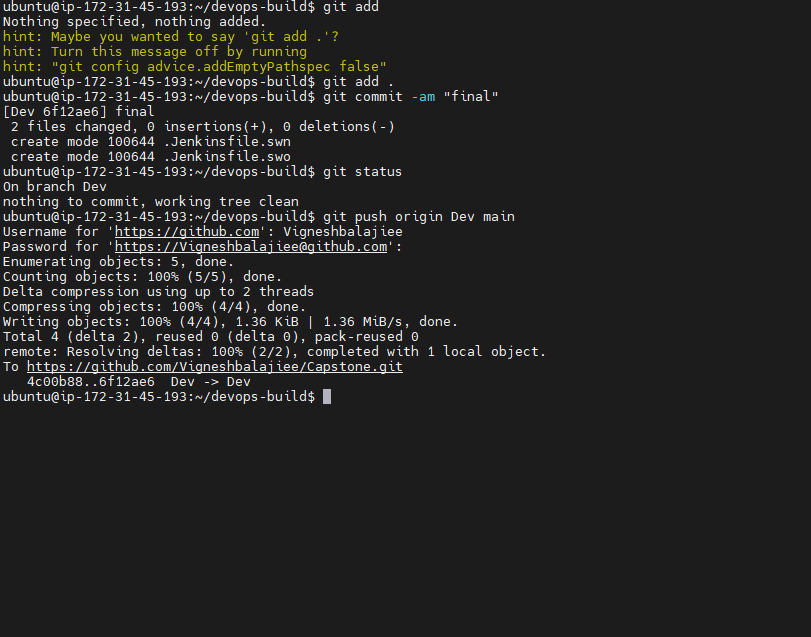 ubuntu@ip-172-31-45-193:~/devops-build$ git add
Nothing specified, nothing added.
hint: Maybe you wanted to say 'git add .'?
hint: Turn this message off by running
hint: "git config advice.addEmptyPathspec false"
ubuntu@ip-172-31-45-193:~/devops-build$ git add .
ubuntu@ip-172-31-45-193:~/devops-build$ git commit -am "final"
[Dev 6f12ae6] final
 2 files changed, 0 insertions(+), 0 deletions(-)
 create mode 100644 .Jenkinsfile.swn
 create mode 100644 .Jenkinsfile.swo
ubuntu@ip-172-31-45-193:~/devops-build$ git status
On branch Dev
nothing to commit, working tree clean
ubuntu@ip-172-31-45-193:~/devops-build$ git push origin Dev main
Username for 'https://github.com': Vigneshbalajiee
Password for 'https://Vigneshbalajiee@github.com':
Enumerating objects: 5, done.
Counting objects: 100% (5/5), done.
Delta compression using up to 2 threads
Compressing objects: 100% (4/4), done.
Writing objects: 100% (4/4), 1.36 KiB | 1.36 MiB/s, done.
Total 4 (delta 2), reused 0 (delta 0), pack-reused 0
remote: Resolving deltas: 100% (2/2), completed with 1 local object.
To https://github.com/Vigneshbalajiee/Capstone.git
   4c00b88..6f12ae6  Dev -> Dev
ubuntu@ip-172-31-45-193:~/devops-build$